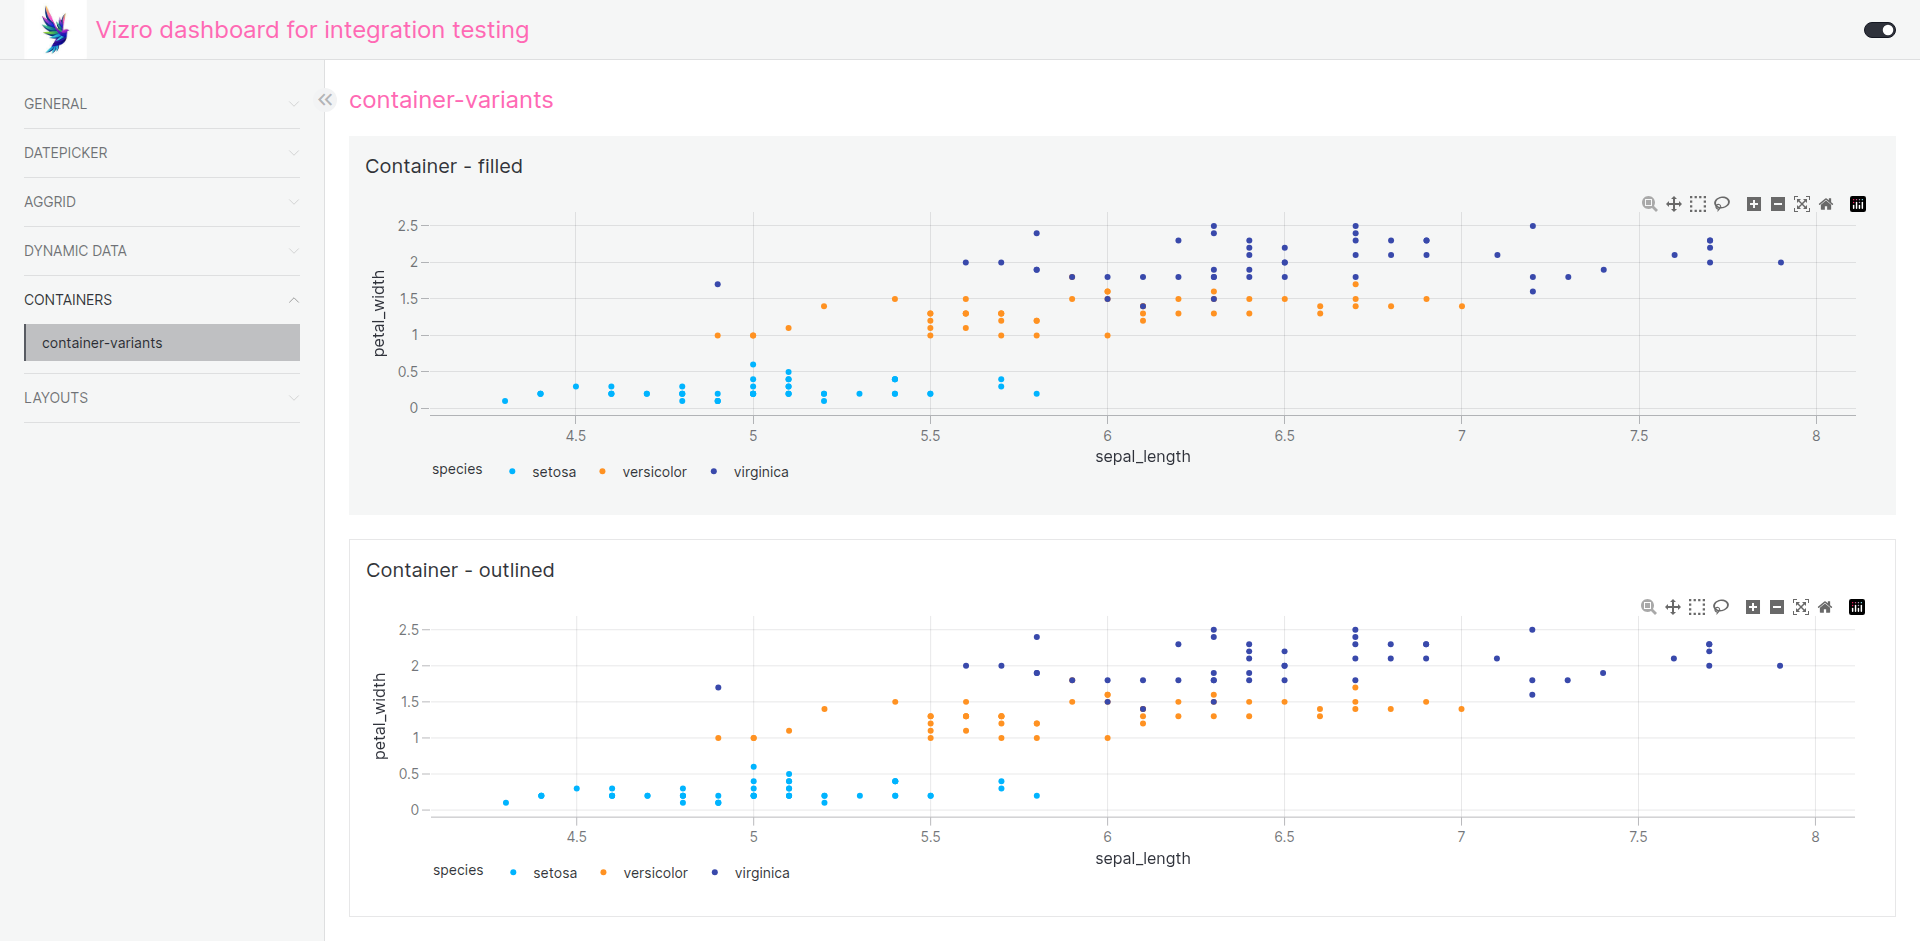 Vizro dashboard for integration testing
GENERAL
DATEPICKER
AGGRID
DYNAMIC DATA
CONTAINERS
container-variants
LAYOUTS
container-variants
Container - filled
petal_width
2.5
2
1.5
1
0.5
0
4.5 5 5.5 6 6.5 7 7.5 8
sepal_length
species setosa versicolor virginica
Container - outlined
petal_width
2.5
2
1.5
1
0.5
0
4.5 5 5.5 6 6.5 7 7.5 8
sepal_length
species setosa versicolor virginica